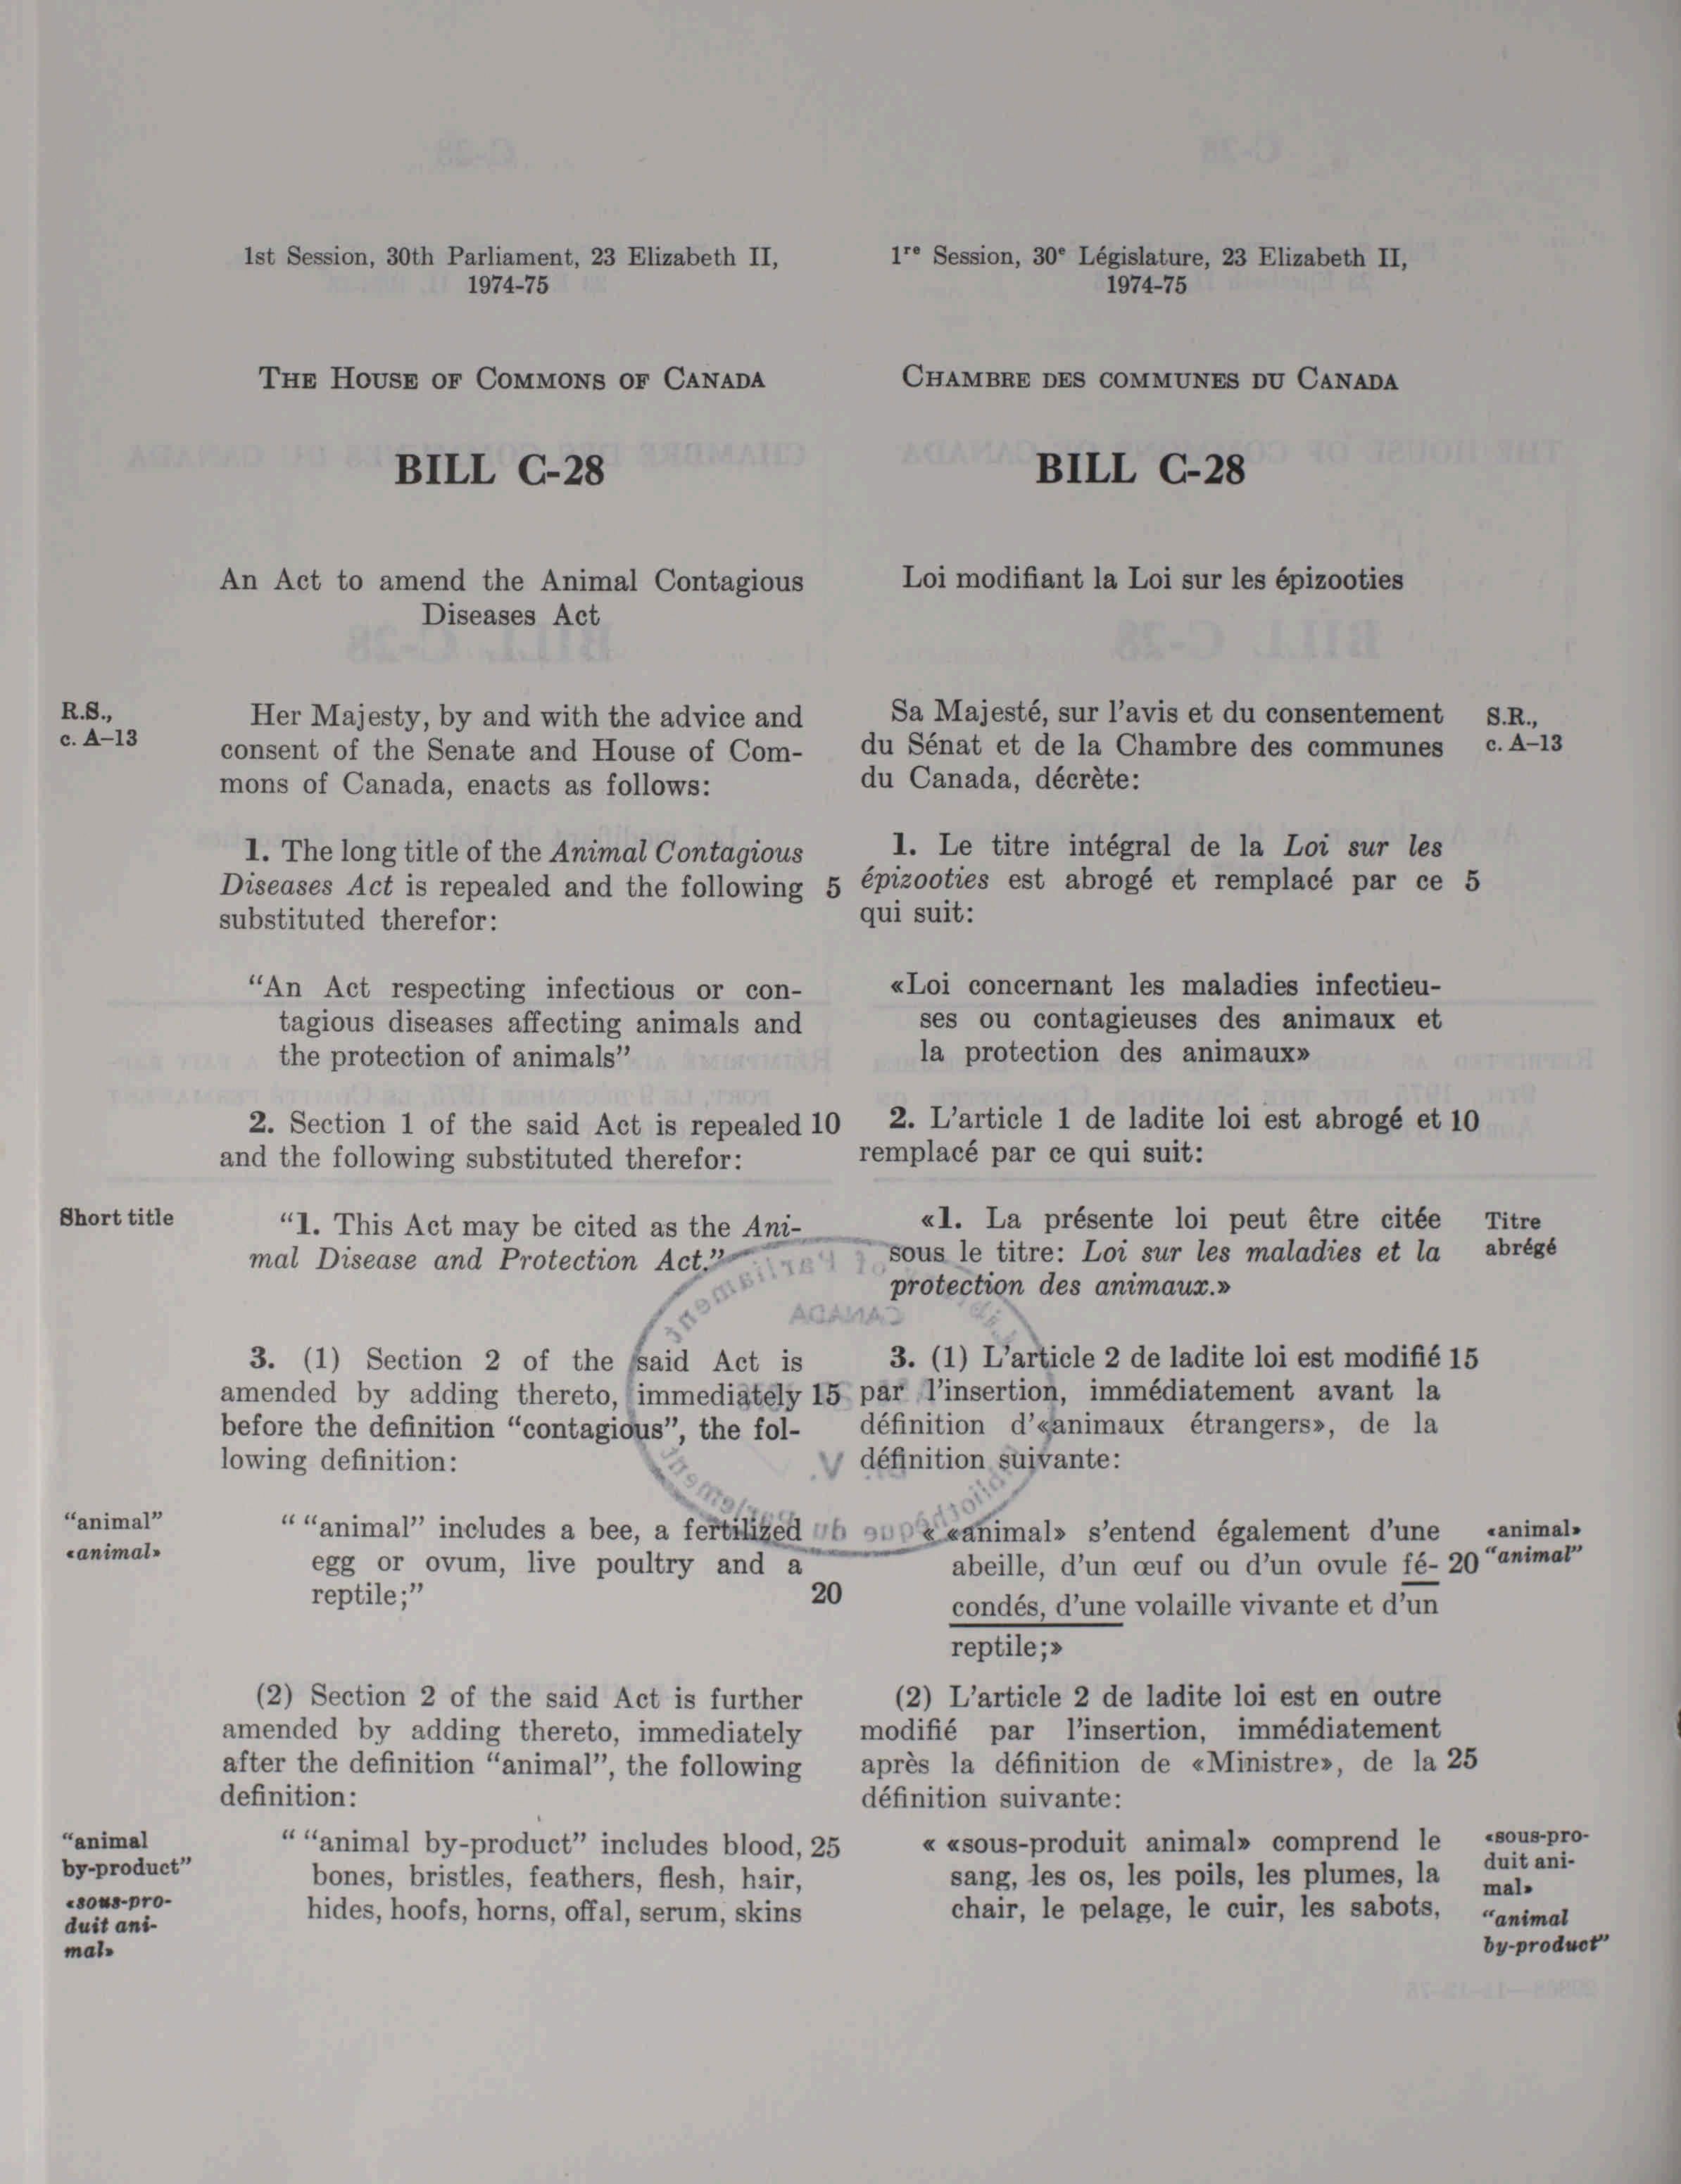 1st Session, 30th Parliament, 23 Elizabeth II,
1974-75
THE HOUSE OF COMMONS OF CANADA
BILL C-28
An Act to amend the Animal Contagious
Diseases Act
R.S.,
c. A-13
Her Majesty, by and with the advice and
consent of the Senate and House of Com-
mons of Canada, enacts as follows:
1. The long title of the Animal Contagious
Diseases Act is repealed and the following 5
substituted therefor:
“An Act respecting infectious or con-
tagious diseases affecting animals and
the protection of animals”
2. Section 1 of the said Act is repealed 10
and the following substituted therefor:
Short title
“1. This Act may be cited as the Ani-
mal Disease and Protection Act.”
3. (1) Section 2 of the said Act is
amended by adding thereto, immediately 15
before the definition “contagious”, the fol-
lowing definition:
“animal”
«animal»
“ “animal” includes a bee, a fertilized
egg or ovum, live poultry and a
reptile;” 20
(2) Section 2 of the said Act is further
amended by adding thereto, immediately
after the definition “animal”, the following
definition:
“animal
by-product”
«sous-pro-
duit ani-
mal»
“ “animal by-product” includes blood, 25
bones, bristles, feathers, flesh, hair,
hides, hoofs, horns, offal, serum, skins
1re Session, 30e Législature, 23 Elizabeth II,
1974-75
CHAMBRE DES COMMUNES DU CANADA
BILL C-28
Loi modifiant la Loi sur les épizooties
Sa Majesté, sur l’avis et du consentement
du Sénat et de la Chambre des communes
du Canada, décrète:
S.R.,
c. A-13
1. Le titre intégral de la Loi sur les
épizooties est abrogé et remplacé par ce 5
qui suit:
«Loi concernant les maladies infectieu-
ses ou contagieuses des animaux et
la protection des animaux»
2. L’article 1 de ladite loi est abrogé et 10
remplacé par ce qui suit:
«1. La présente loi peut être citée
sous le titre: Loi sur les maladies et la
protection des animaux.»
Titre
abrégé
3. (1) L’article 2 de ladite loi est modifié 15
par l’insertion, immédiatement avant la
définition d’«animaux étrangers», de la
définition suivante:
« «animal» s’entend également d’une
abeille, d’un œuf ou d’un ovule fé- 20
condés, d’une volaille vivante et d’un
reptile;»
«animal»
“animal”
(2) L’article 2 de ladite loi est en outre
modifié par l’insertion, immédiatement
après la définition de «Ministre», de la 25
définition suivante:
« «sous-produit animal» comprend le
sang, les os, les poils, les plumes, la
chair, le pelage, le cuir, les sabots,
«sous-pro-
duit ani-
mal»
“animal
by-product”